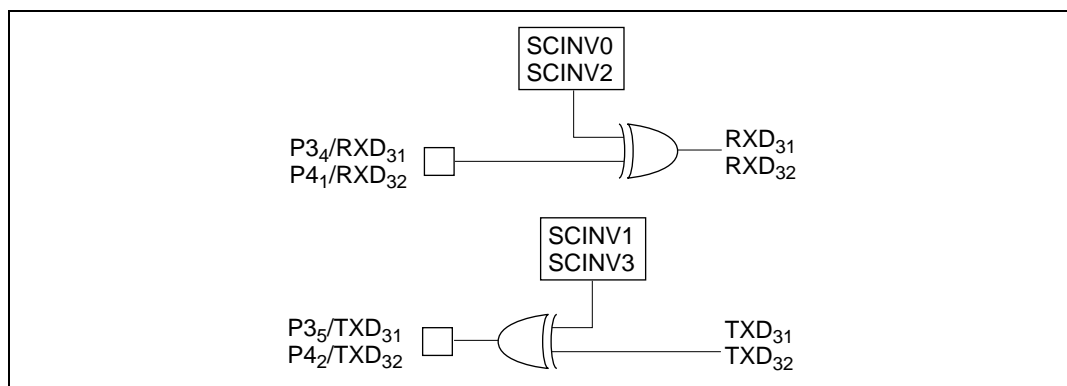 SCINV0
SCINV2
P3₄/RXD₃₁
P4₁/RXD₃₂
RXD₃₁
RXD₃₂
SCINV1
SCINV3
P3₅/TXD₃₁
P4₂/TXD₃₂
TXD₃₁
TXD₃₂